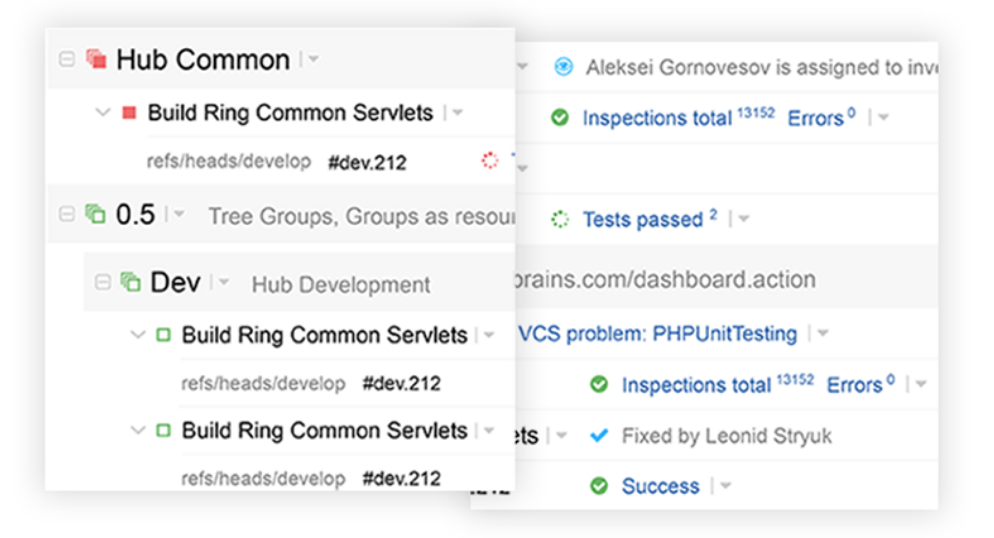 Hub Common
Build Ring Common Servlets
refs/heads/develop #dev.212
0.5 Tree Groups, Groups as resour
Dev Hub Development
Build Ring Common Servlets
refs/heads/develop #dev.212
Build Ring Common Servlets
refs/heads/develop #dev.212
Aleksei Gornovesov is assigned to inve
Inspections total 13152 Errors 0
Tests passed 2
brains.com/dashboard.action
VCS problem: PHPUnitTesting
Inspections total 13152 Errors 0
ets Fixed by Leonid Stryuk
Success